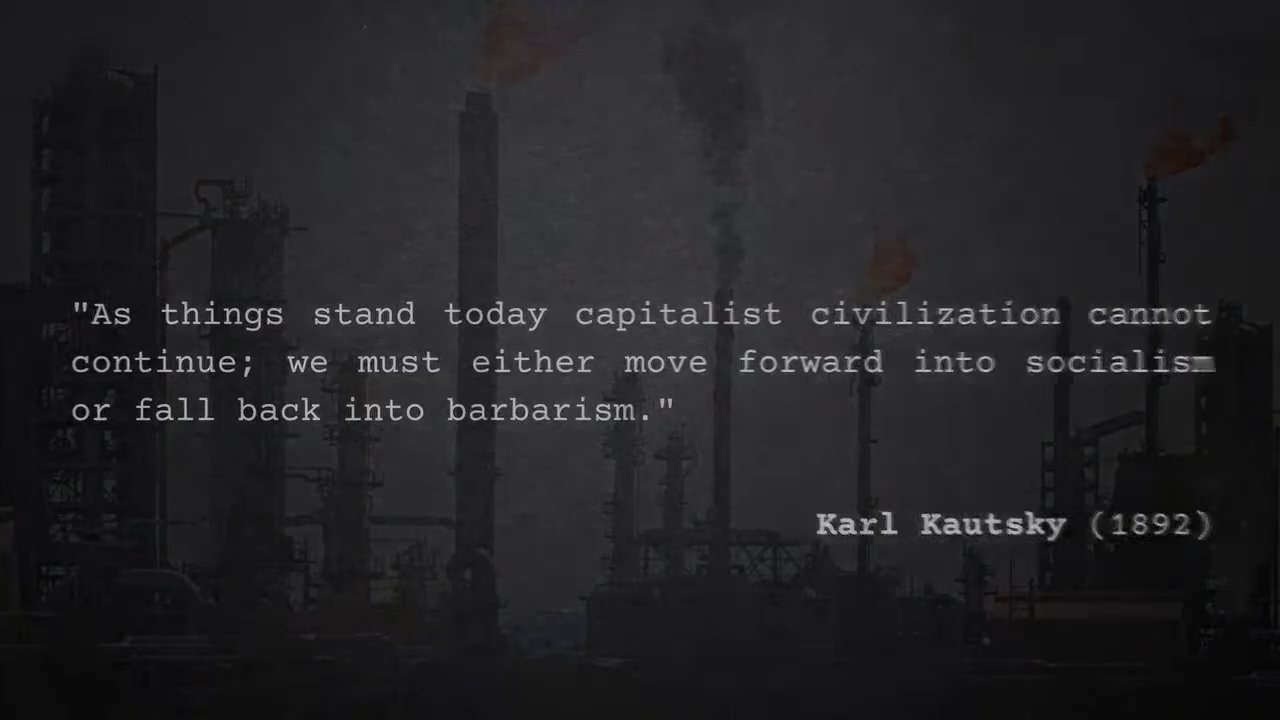 "As things stand today capitalist civilization cannot
continue; we must either move forward into socialism
or fall back into barbarism."
Karl Kautsky (1892)